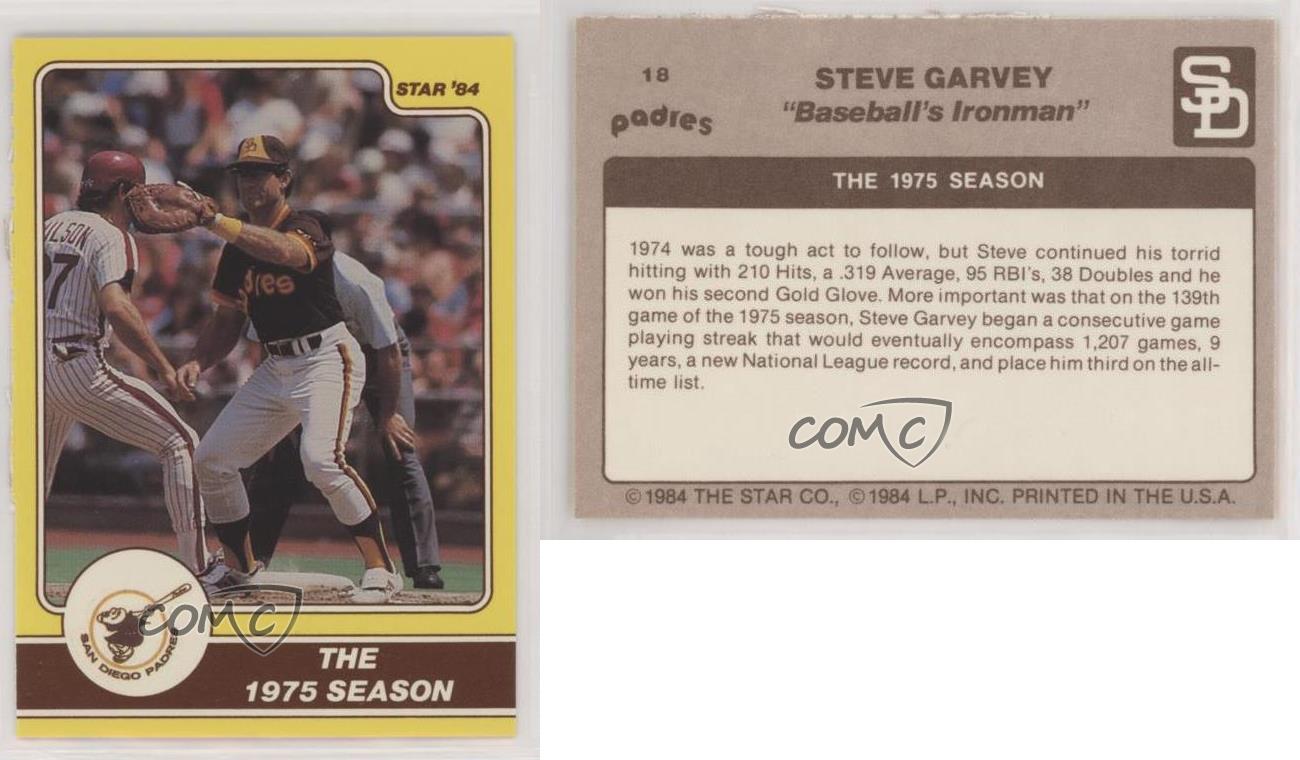 STAR '84
SD
ILSON
7
dres
SAN DIEGO PADRES
COMC
THE
1975 SEASON
18
padres
STEVE GARVEY
"Baseball's Ironman"
SD
THE 1975 SEASON
1974 was a tough act to follow, but Steve continued his torrid
hitting with 210 Hits, a .319 Average, 95 RBI's, 38 Doubles and he
won his second Gold Glove. More important was that on the 139th
game of the 1975 season, Steve Garvey began a consecutive game
playing streak that would eventually encompass 1,207 games, 9
years, a new National League record, and place him third on the all-
time list.
COMC
© 1984 THE STAR CO., © 1984 L.P., INC. PRINTED IN THE U.S.A.